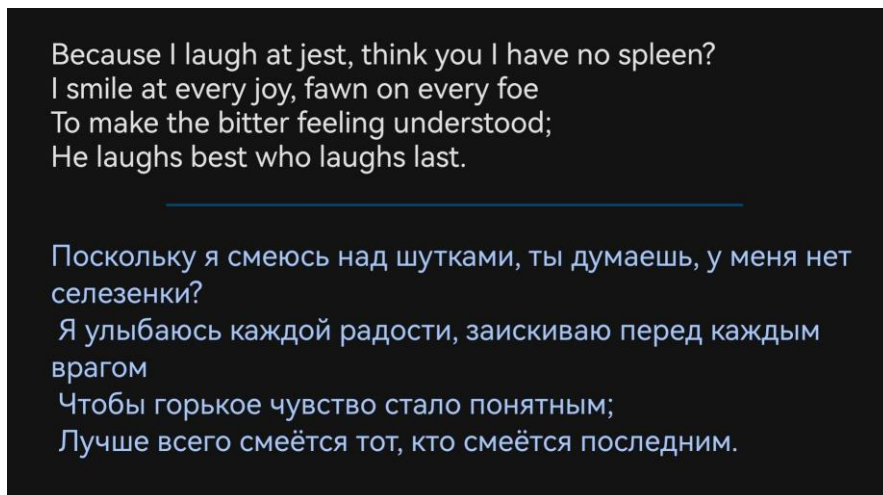 Because I laugh at jest, think you I have no spleen?
I smile at every joy, fawn on every foe
To make the bitter feeling understood;
He laughs best who laughs last.
Поскольку я смеюсь над шутками, ты думаешь, у меня нет
селезенки?
Я улыбаюсь каждой радости, заискиваю перед каждым
врагом
Чтобы горькое чувство стало понятным;
Лучше всего смеётся тот, кто смеётся последним.